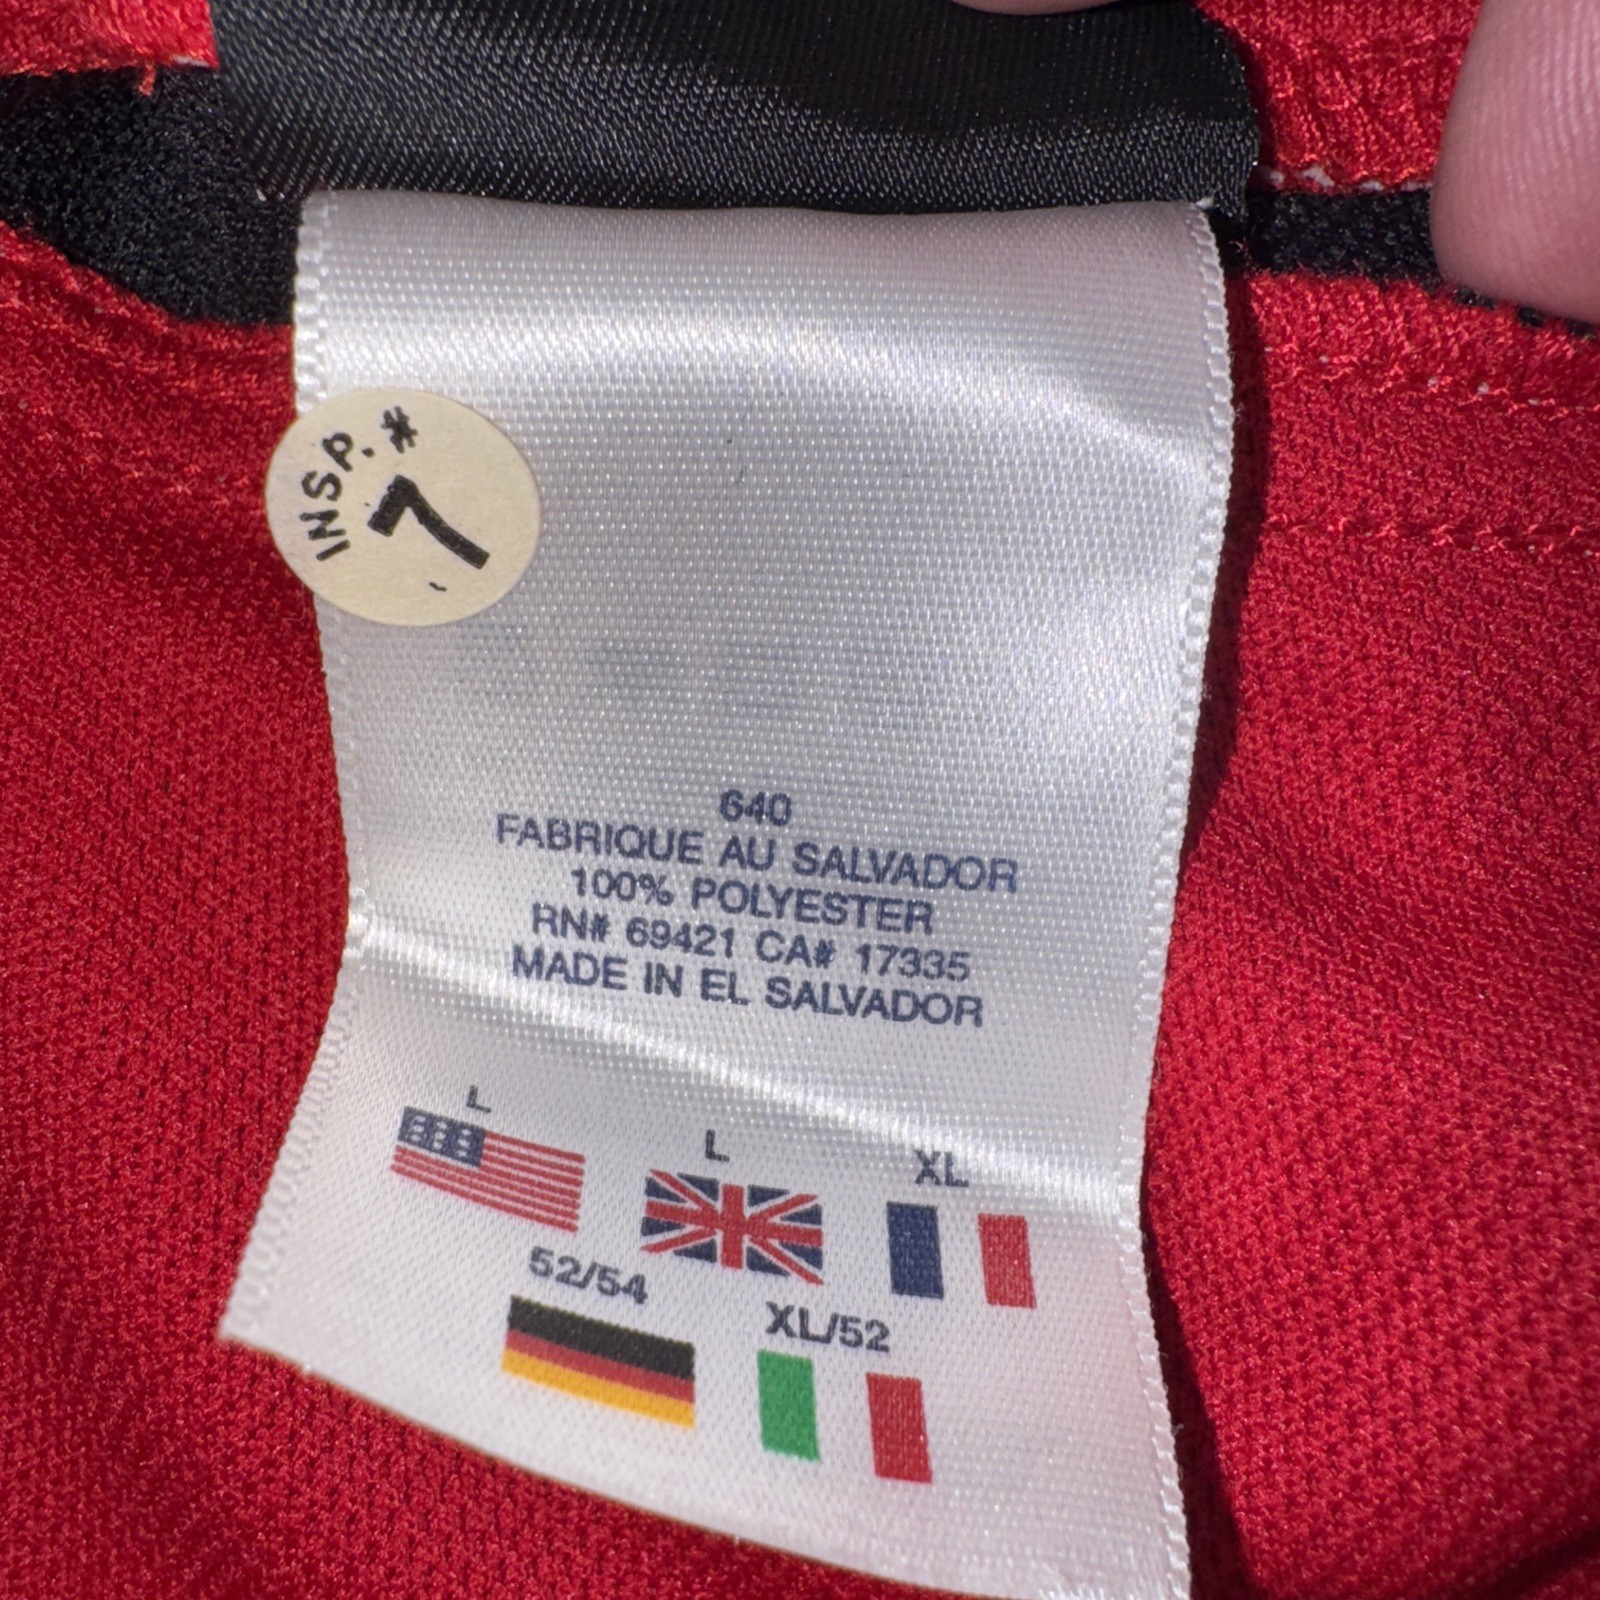 INSP. #
7
640
FABRIQUE AU SALVADOR
100% POLYESTER
RN# 69421 CA# 17335
MADE IN EL SALVADOR
L
L
XL
52/54
XL/52